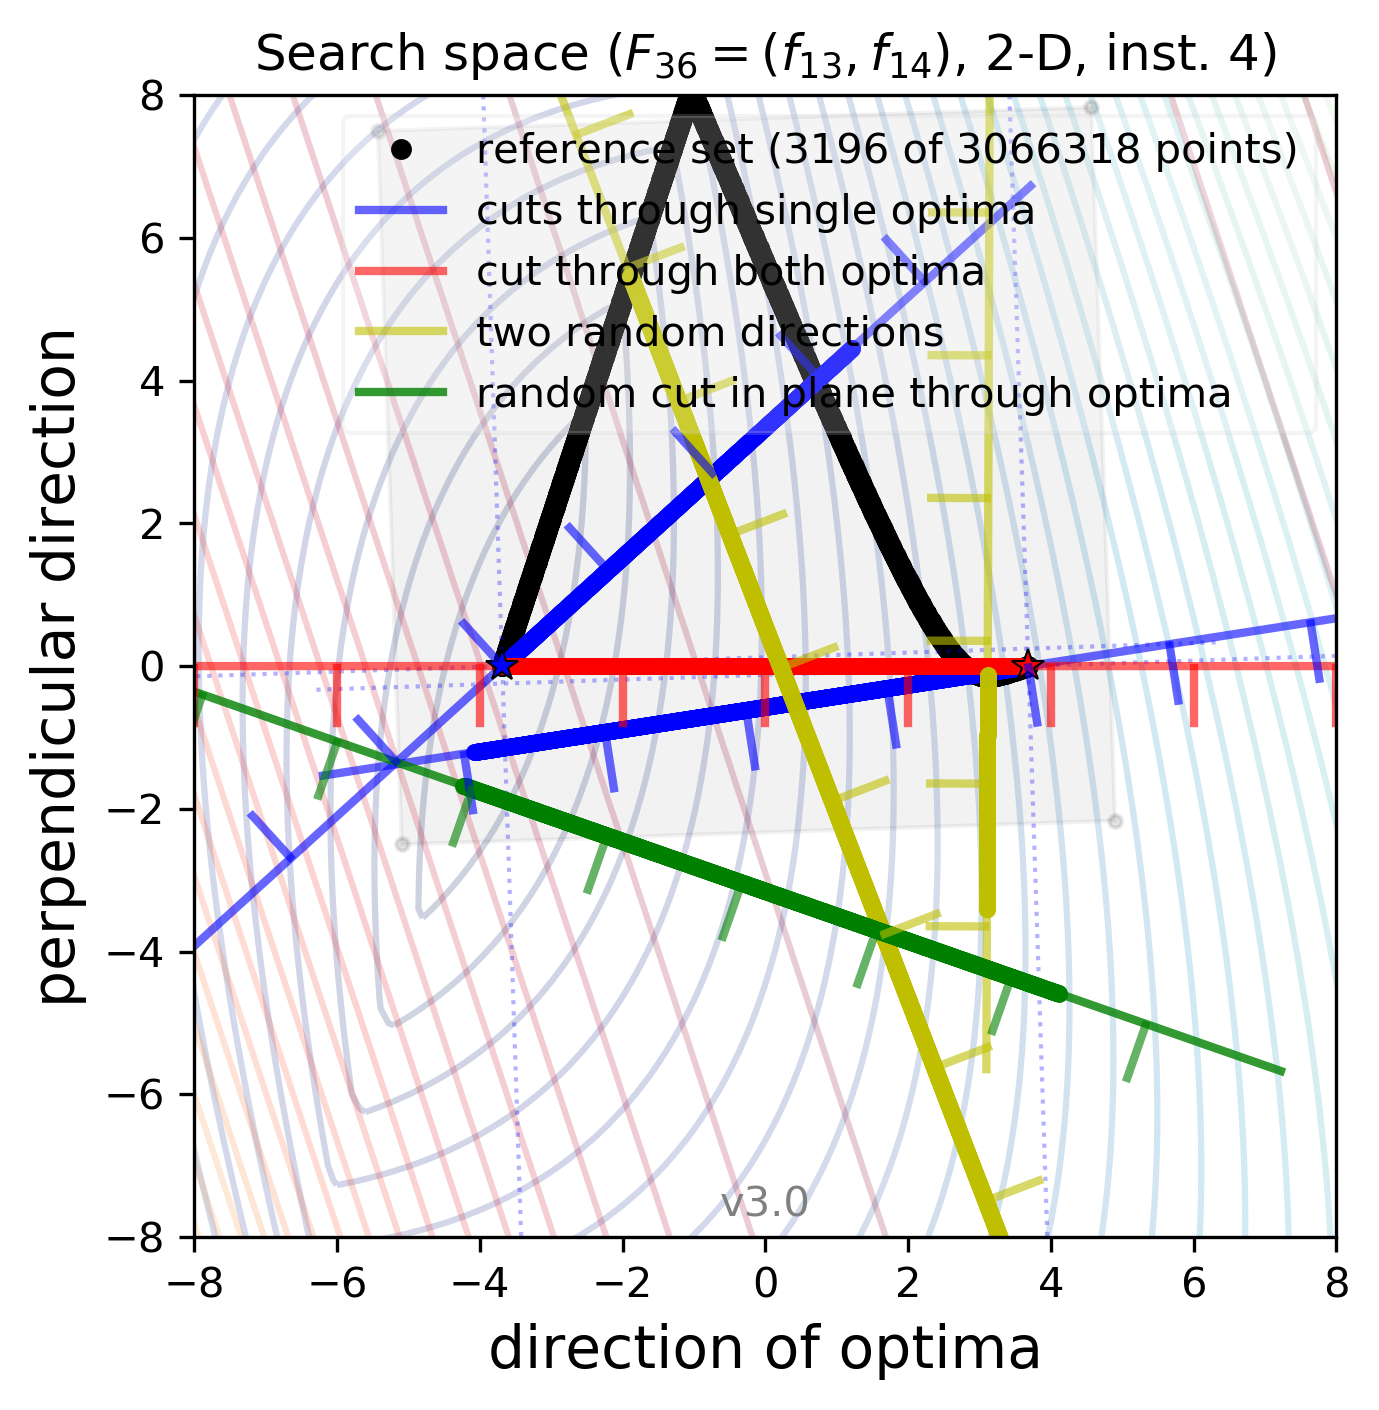 Search space (F₃₆ = (f₁₃, f₁₄), 2-D, inst. 4)
8
6
4
2
0
−2
−4
−6
−8
perpendicular direction
reference set (3196 of 3066318 points)
cuts through single optima
cut through both optima
two random directions
random cut in plane through optima
v3.0
−8 −6 −4 −2 0 2 4 6 8
direction of optima